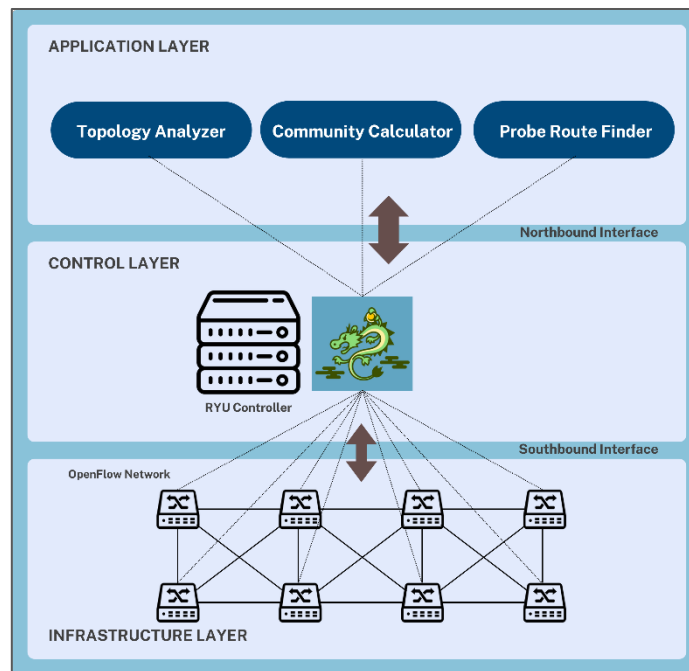 APPLICATION LAYER
Topology Analyzer
Community Calculator
Probe Route Finder
Northbound Interface
CONTROL LAYER
RYU Controller
Southbound Interface
OpenFlow Network
INFRASTRUCTURE LAYER